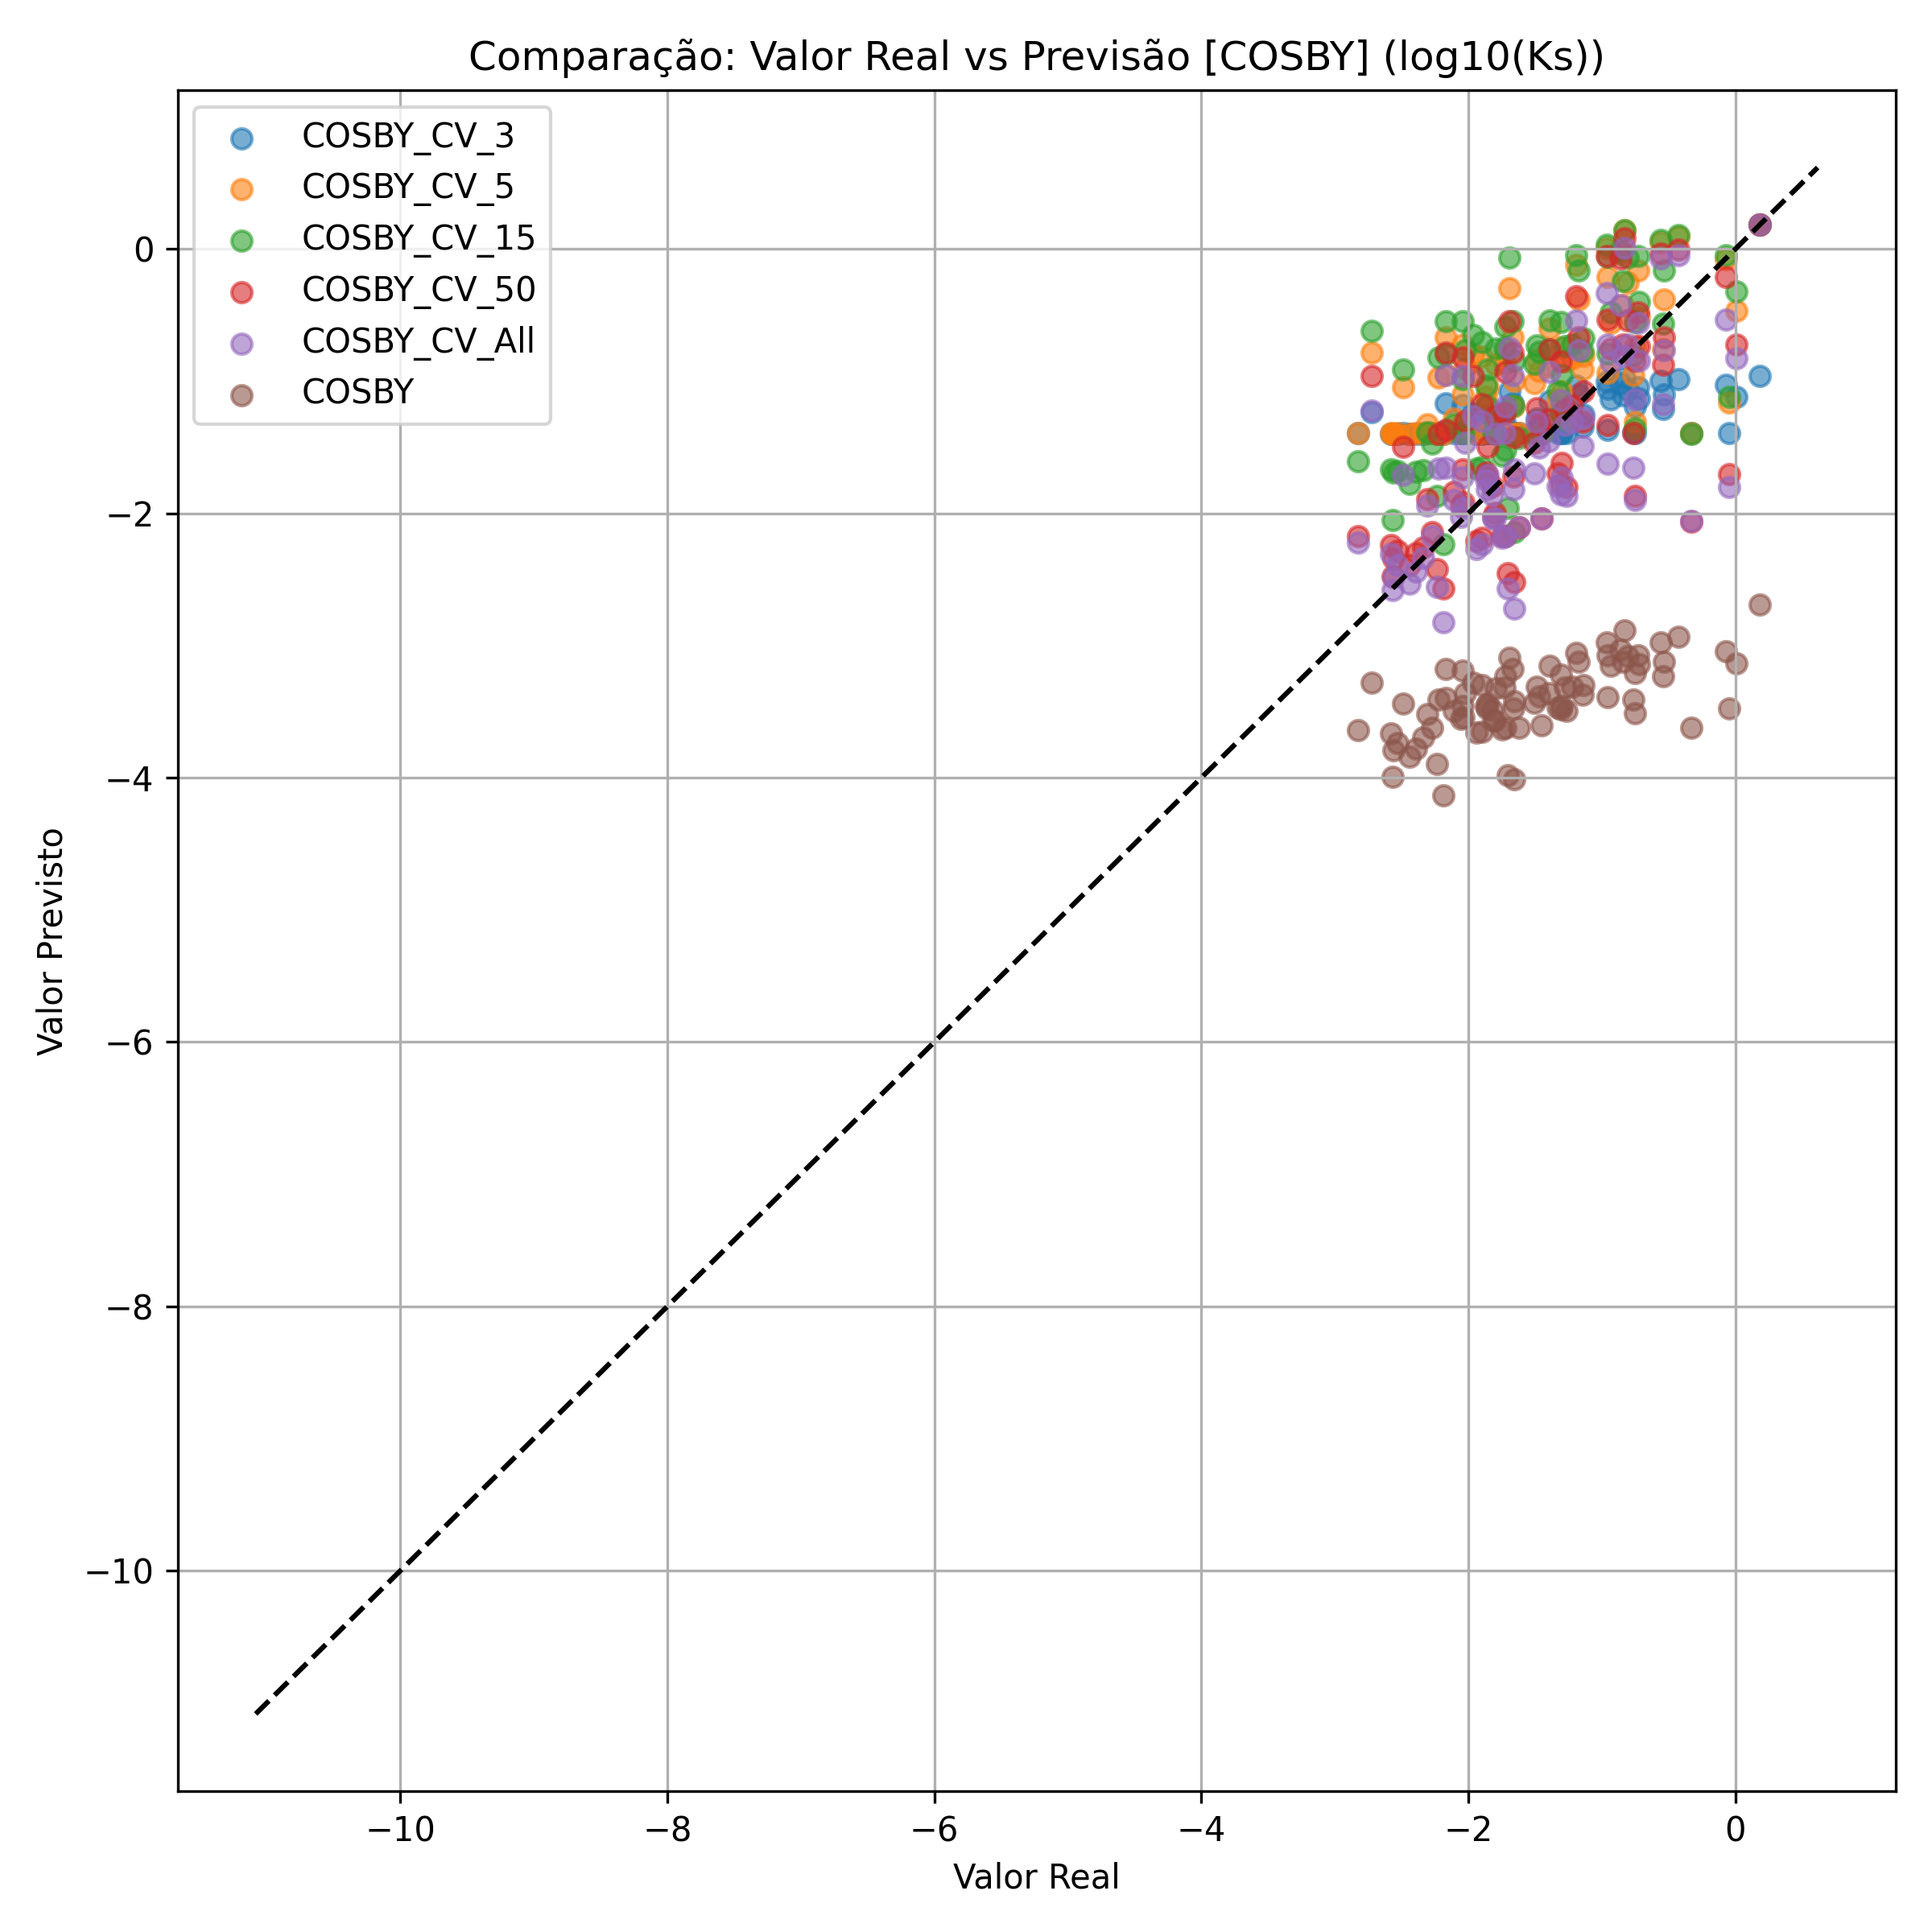 Comparação: Valor Real vs Previsão [COSBY] (log10(Ks))
COSBY_CV_3
COSBY_CV_5
COSBY_CV_15
COSBY_CV_50
COSBY_CV_All
COSBY
0
−2
−4
−6
−8
−10
Valor Previsto
−10
−8
−6
−4
−2
0
Valor Real